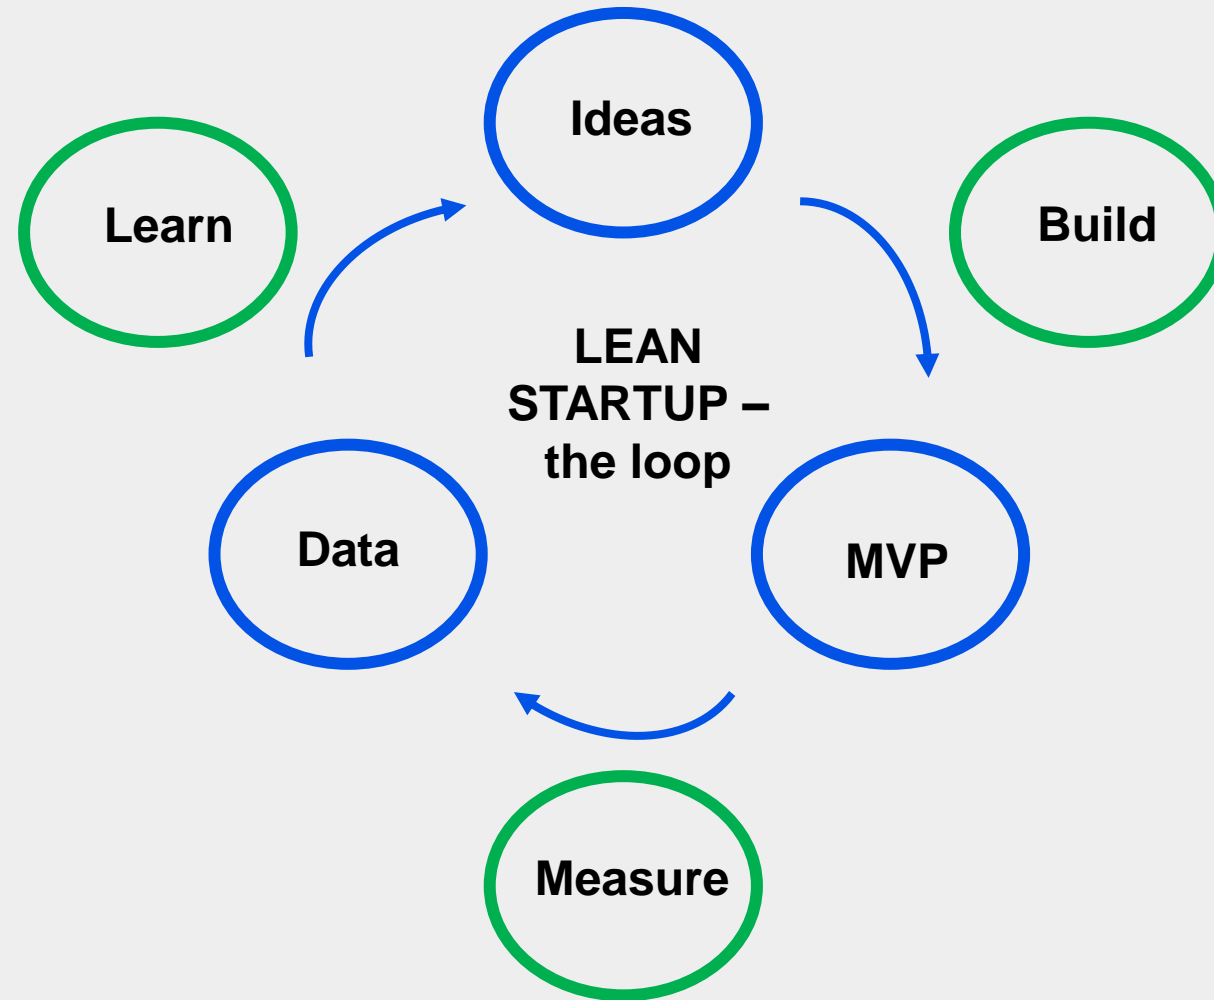 Ideas
Learn
Build
LEAN
STARTUP –
the loop
Data
MVP
Measure